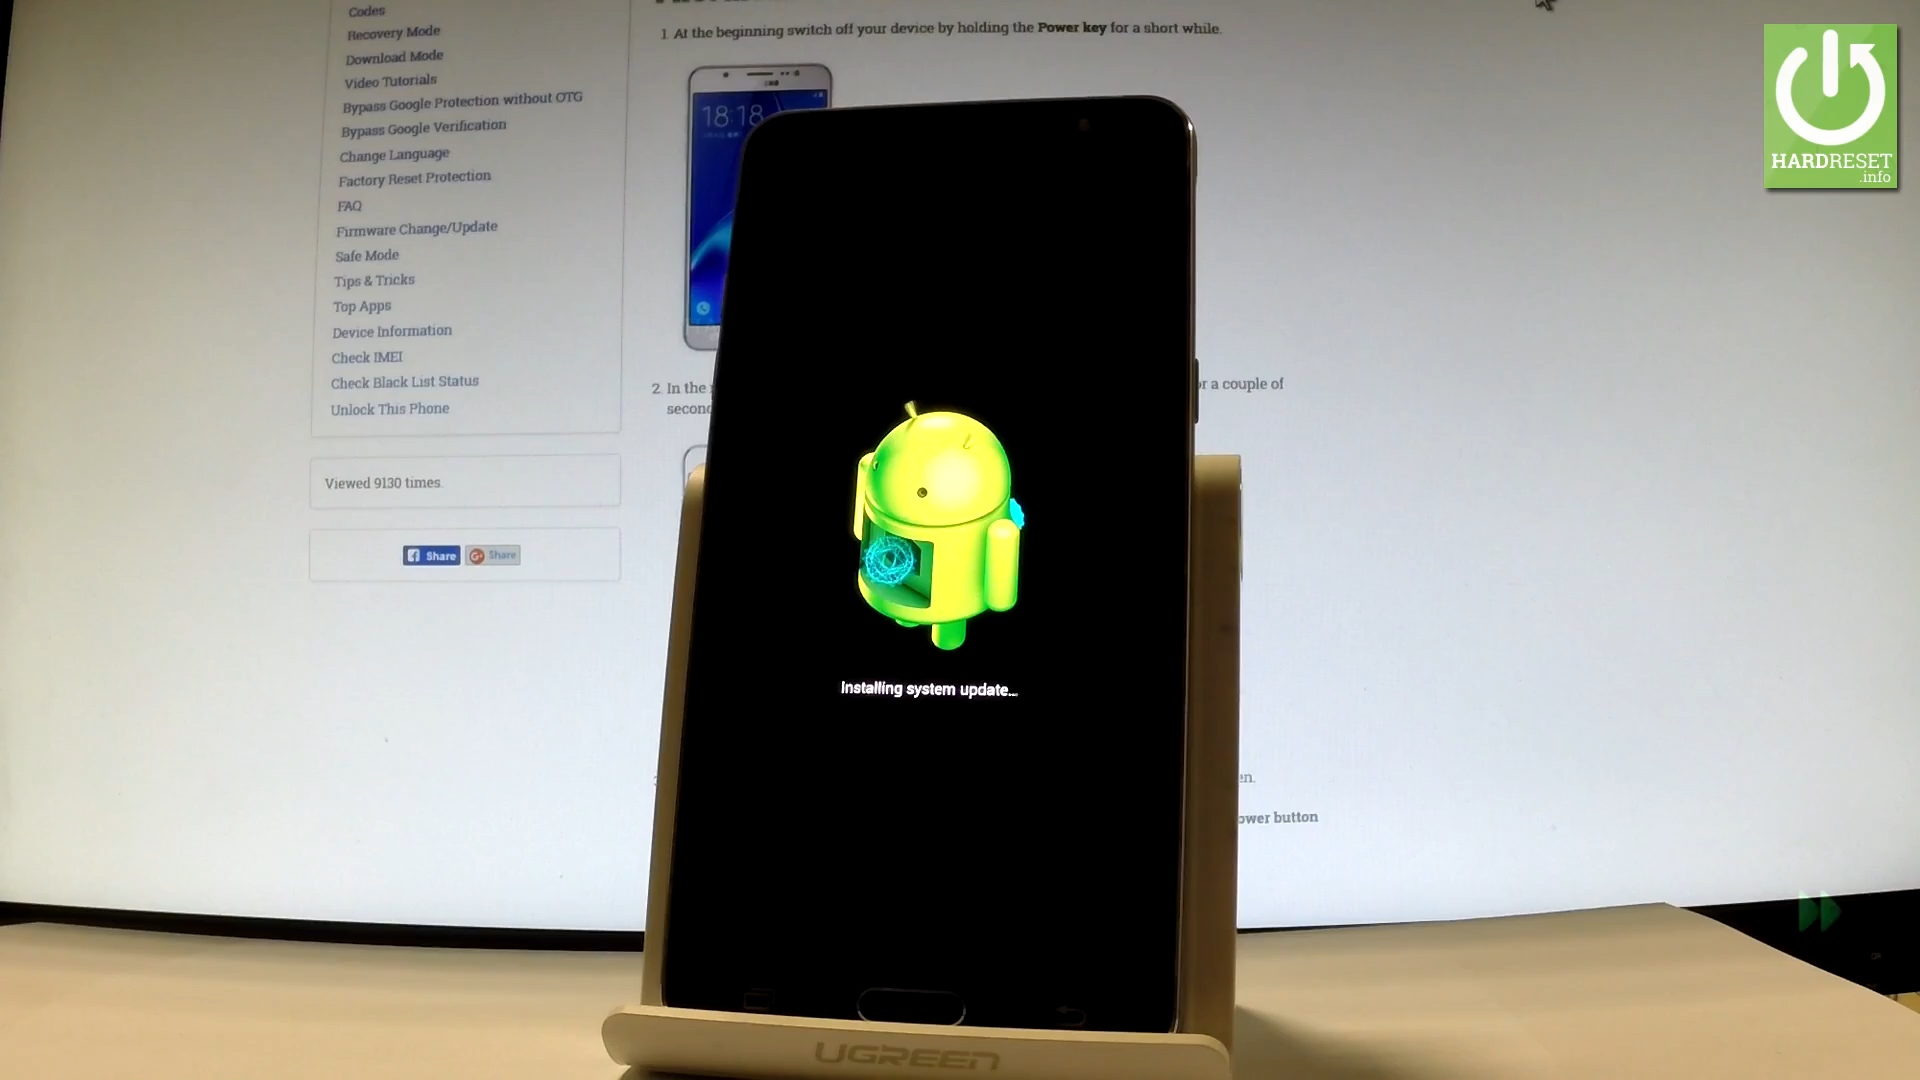 Codes
Recovery Mode
Download Mode
Video Tutorials
Bypass Google Protection without OTG
Bypass Google Verification
Change Language
Factory Reset Protection
FAQ
Firmware Change/Update
Safe Mode
Tips & Tricks
Top Apps
Device Information
Check IMEI
Check Black List Status
Unlock This Phone
Viewed 9130 times.
Share
Share
1. At the beginning switch off your device by holding the Power key for a short while.
18:18
2. In the
or a couple of
en.
button
Installing system update...
UGREEN
HARDRESET
.info